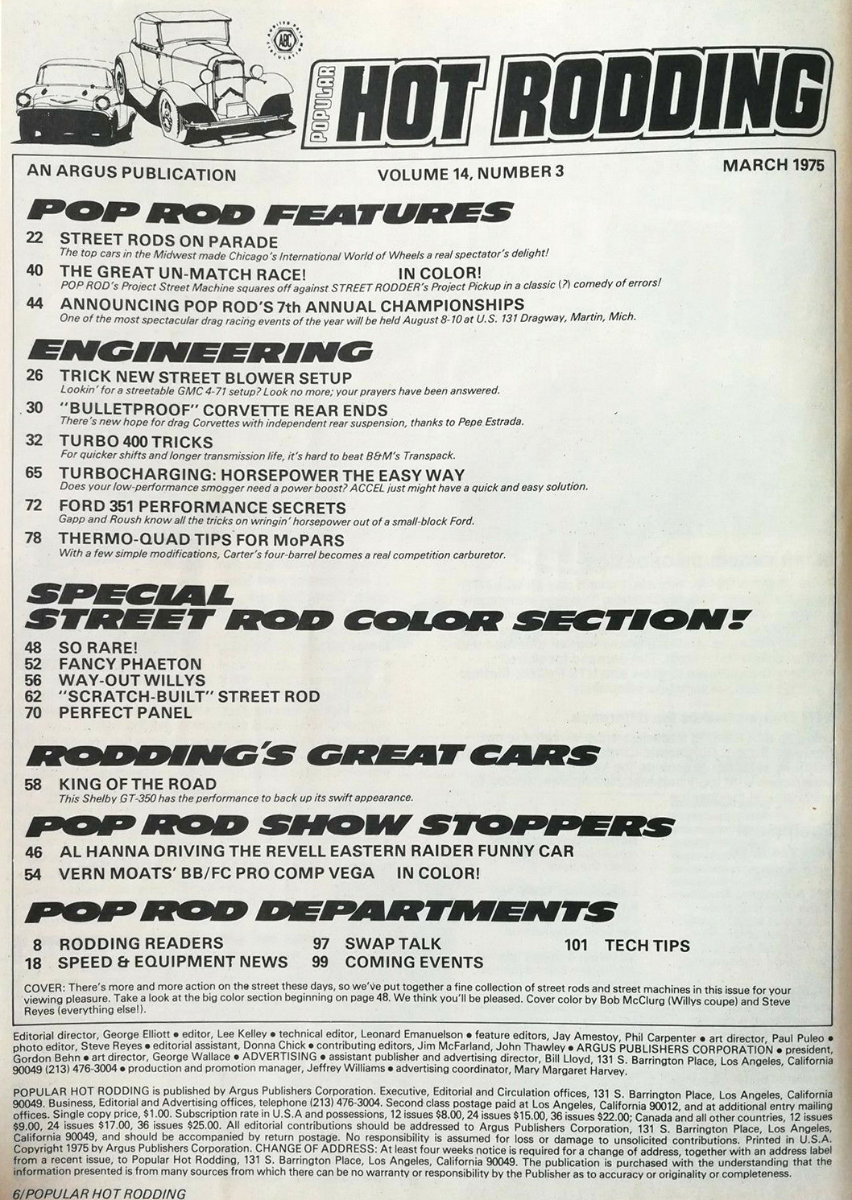 AUDITED PAID CIRCULATION
ABC
POPULAR HOT RODDING
AN ARGUS PUBLICATION VOLUME 14, NUMBER 3 MARCH 1975
POP ROD FEATURES
22 STREET RODS ON PARADE
The top cars in the Midwest made Chicago's International World of Wheels a real spectator's delight!
40 THE GREAT UN-MATCH RACE! IN COLOR!
POP ROD's Project Street Machine squares off against STREET RODDER's Project Pickup in a classic (?) comedy of errors!
44 ANNOUNCING POP ROD'S 7th ANNUAL CHAMPIONSHIPS
One of the most spectacular drag racing events of the year will be held August 8-10 at U.S. 131 Dragway, Martin, Mich.
ENGINEERING
26 TRICK NEW STREET BLOWER SETUP
Lookin' for a streetable GMC 4-71 setup? Look no more; your prayers have been answered.
30 "BULLETPROOF" CORVETTE REAR ENDS
There's new hope for drag Corvettes with independent rear suspension, thanks to Pepe Estrada.
32 TURBO 400 TRICKS
For quicker shifts and longer transmission life, it's hard to beat B&M's Transpack.
65 TURBOCHARGING: HORSEPOWER THE EASY WAY
Does your low-performance smogger need a power boost? ACCEL just might have a quick and easy solution.
72 FORD 351 PERFORMANCE SECRETS
Gapp and Roush know all the tricks on wringin' horsepower out of a small-block Ford.
78 THERMO-QUAD TIPS FOR MoPARS
With a few simple modifications, Carter's four-barrel becomes a real competition carburetor.
SPECIAL
STREET ROD COLOR SECTION!
48 SO RARE!
52 FANCY PHAETON
56 WAY-OUT WILLYS
62 "SCRATCH-BUILT" STREET ROD
70 PERFECT PANEL
RODDING'S GREAT CARS
58 KING OF THE ROAD
This Shelby GT-350 has the performance to back up its swift appearance.
POP ROD SHOW STOPPERS
46 AL HANNA DRIVING THE REVELL EASTERN RAIDER FUNNY CAR
54 VERN MOATS' BB/FC PRO COMP VEGA IN COLOR!
POP ROD DEPARTMENTS
8 RODDING READERS 97 SWAP TALK 101 TECH TIPS
18 SPEED & EQUIPMENT NEWS 99 COMING EVENTS
COVER: There's more and more action on the street these days, so we've put together a fine collection of street rods and street machines in this issue for your
viewing pleasure. Take a look at the big color section beginning on page 48. We think you'll be pleased. Cover color by Bob McClurg (Willys coupe) and Steve
Reyes (everything else!).
Editorial director, George Elliott ● editor, Lee Kelley ● technical editor, Leonard Emanuelson ● feature editors, Jay Amestoy, Phil Carpenter ● art director, Paul Puleo ●
photo editor, Steve Reyes ● editorial assistant, Donna Chick ● contributing editors, Jim McFarland, John Thawley ● ARGUS PUBLISHERS CORPORATION ● president,
Gordon Behn ● art director, George Wallace ● ADVERTISING ● assistant publisher and advertising director, Bill Lloyd, 131 S. Barrington Place, Los Angeles, California
90049 (213) 476-3004 ● production and promotion manager, Jeffrey Williams ● advertising coordinator, Mary Margaret Harvey.
POPULAR HOT RODDING is published by Argus Publishers Corporation. Executive, Editorial and Circulation offices, 131 S. Barrington Place, Los Angeles, California
90049. Business, Editorial and Advertising offices, telephone (213) 476-3004. Second class postage paid at Los Angeles, California 90012, and at additional entry mailing
offices. Single copy price, $1.00. Subscription rate in U.S.A and possessions, 12 issues $8.00, 24 issues $15.00, 36 issues $22.00; Canada and all other countries, 12 issues
$9.00, 24 issues $17.00, 36 issues $25.00. All editorial contributions should be addressed to Argus Publishers Corporation, 131 S. Barrington Place, Los Angeles,
California 90049, and should be accompanied by return postage. No responsibility is assumed for loss or damage to unsolicited contributions. Printed in U.S.A.
Copyright 1975 by Argus Publishers Corporation. CHANGE OF ADDRESS: At least four weeks notice is required for a change of address, together with an address label
from a recent issue, to Popular Hot Rodding, 131 S. Barrington Place, Los Angeles, California 90049. The publication is purchased with the understanding that the
information presented is from many sources from which there can be no warranty or responsibility by the Publisher as to accuracy or originality or completeness.
6/POPULAR HOT RODDING